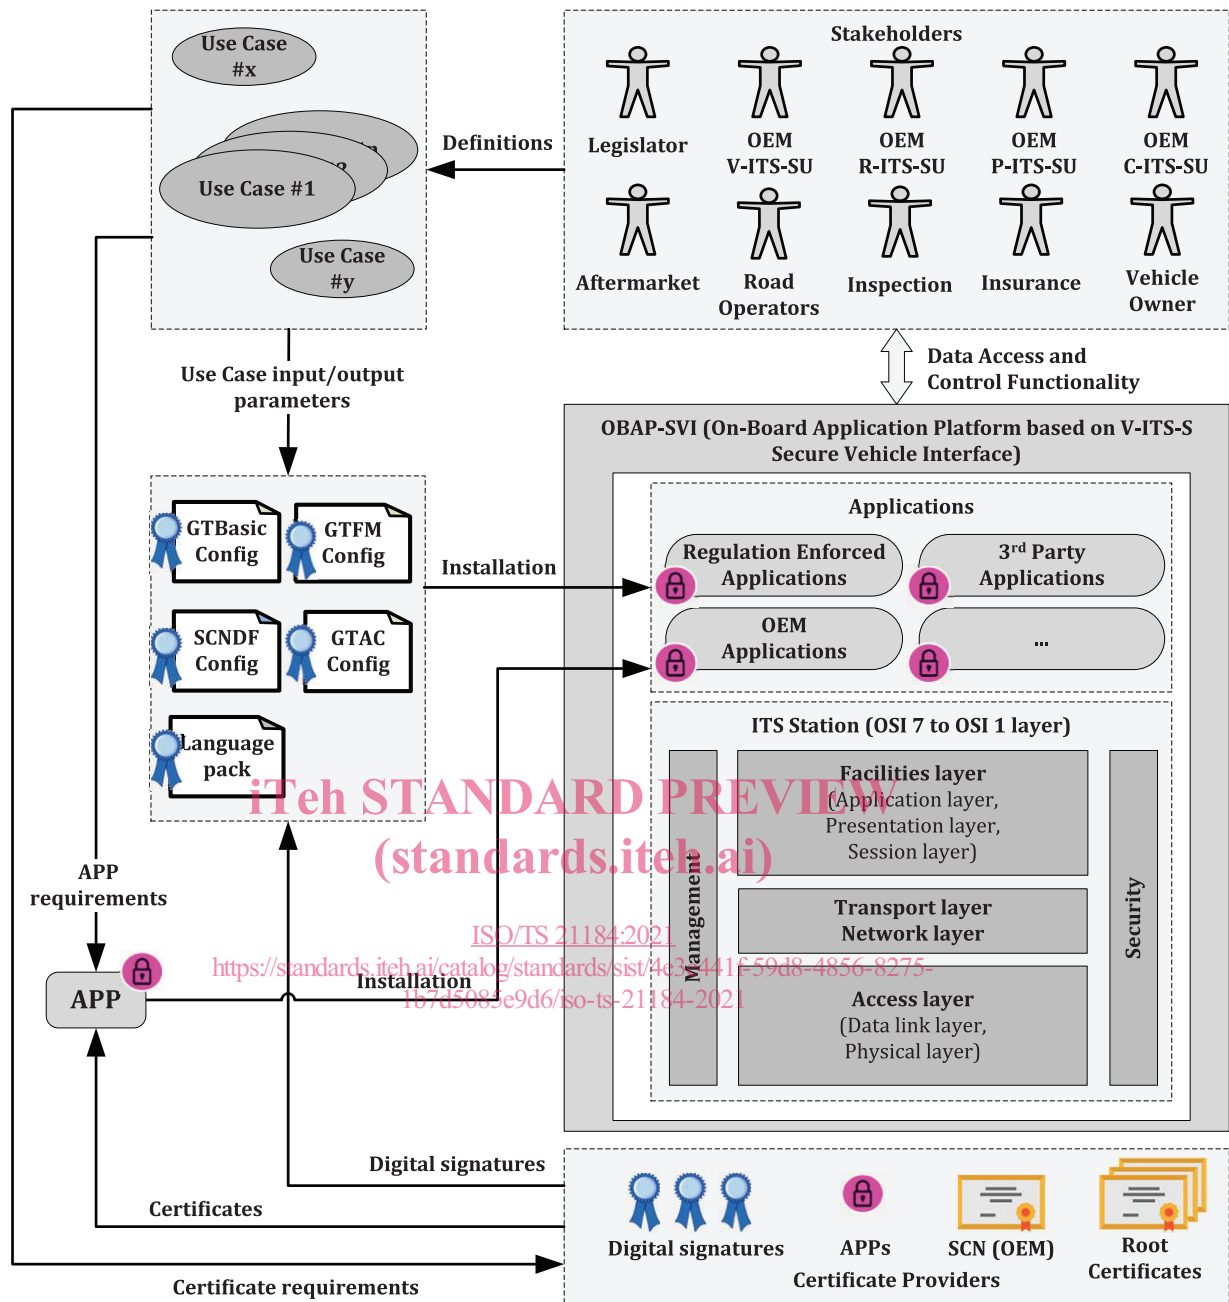 Use Case
#x
Use Case #1
Use Case
#y
Definitions
Stakeholders
Legislator
OEM
V-ITS-SU
OEM
R-ITS-SU
OEM
P-ITS-SU
OEM
C-ITS-SU
Aftermarket
Road
Operators
Inspection
Insurance
Vehicle
Owner
Use Case input/output
parameters
Data Access and
Control Functionality
OBAP-SVI (On-Board Application Platform based on V-ITS-S
Secure Vehicle Interface)
GTBasic
Config
GTFM
Config
SCNDF
Config
GTAC
Config
Language
pack
Installation
Applications
Regulation Enforced
Applications
3rd Party
Applications
OEM
Applications
...
ITS Station (OSI 7 to OSI 1 layer)
Management
Facilities layer
(Application layer,
Presentation layer,
Session layer)
Transport layer
Network layer
Access layer
(Data link layer,
Physical layer)
Security
iTeh STANDARD PREVIEW
(standards.iteh.ai)
ISO/TS 21184:2021
1b7d5085e9d6/iso-ts-21184-2021
APP
requirements
APP
Installation
Digital signatures
Certificates
Certificate requirements
Digital signatures
APPs
SCN (OEM)
Root
Certificates
Certificate Providers